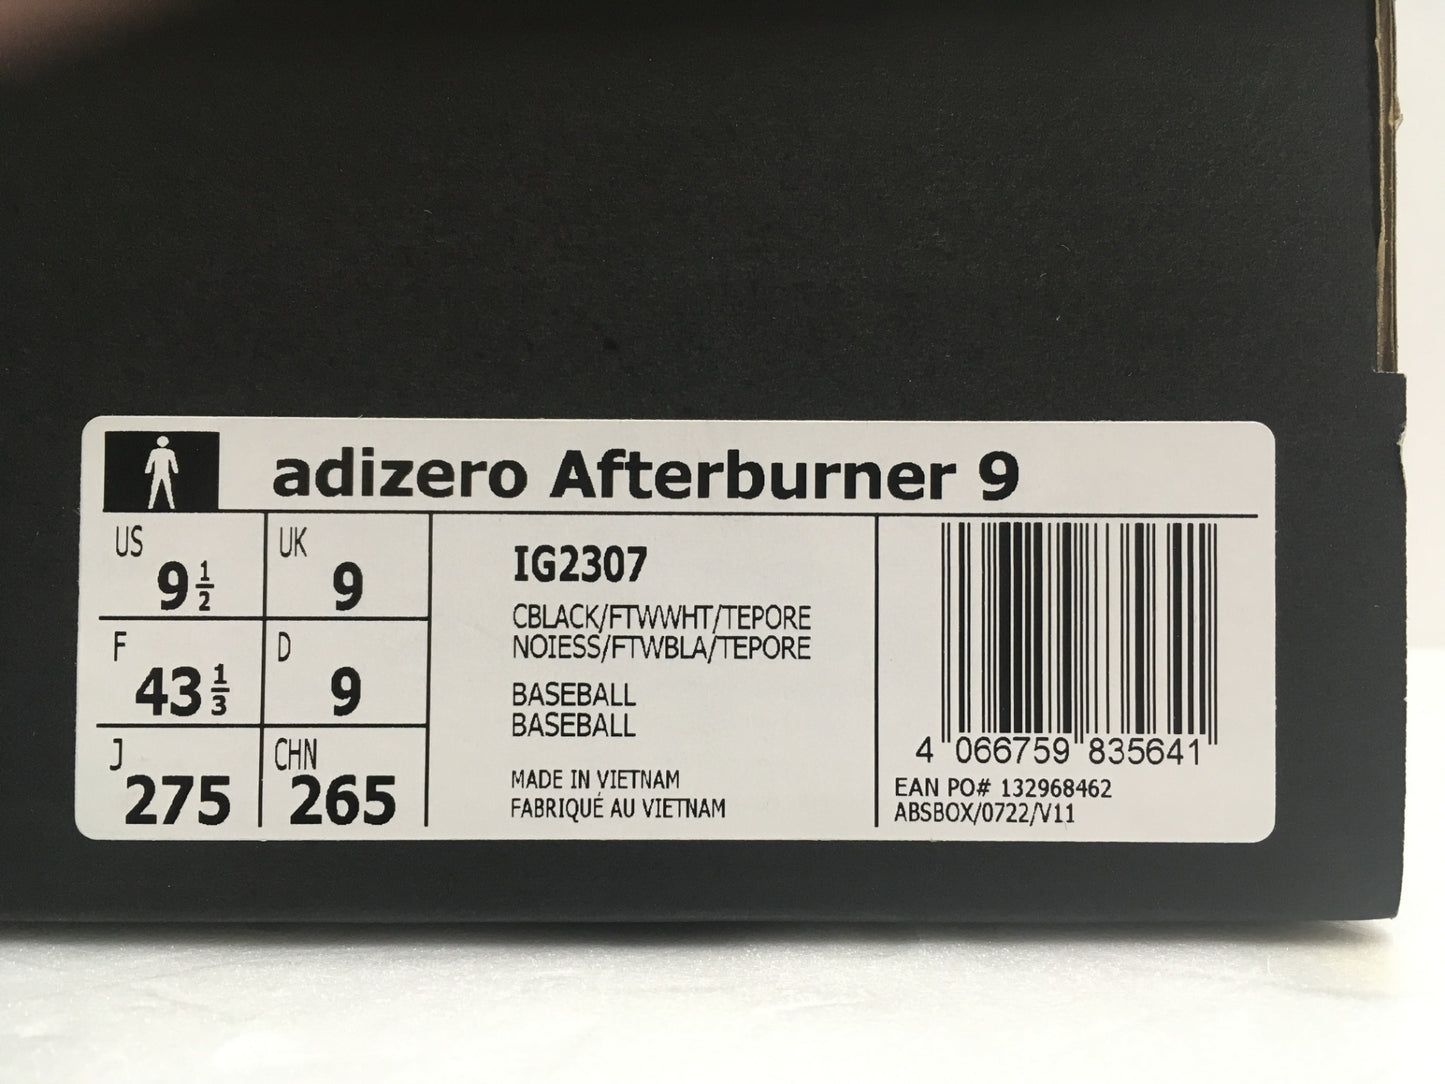 adizero Afterburner 9
US 9 1/2
UK 9
F 43 1/3
D 9
J 275
CHN 265
IG2307
CBLACK/FTWWHT/TEPORE
NOIESS/FTWBLA/TEPORE
BASEBALL
BASEBALL
MADE IN VIETNAM
FABRIQUÉ AU VIETNAM
4 066759 835641
EAN PO# 132968462
ABSBOX/0722/V11